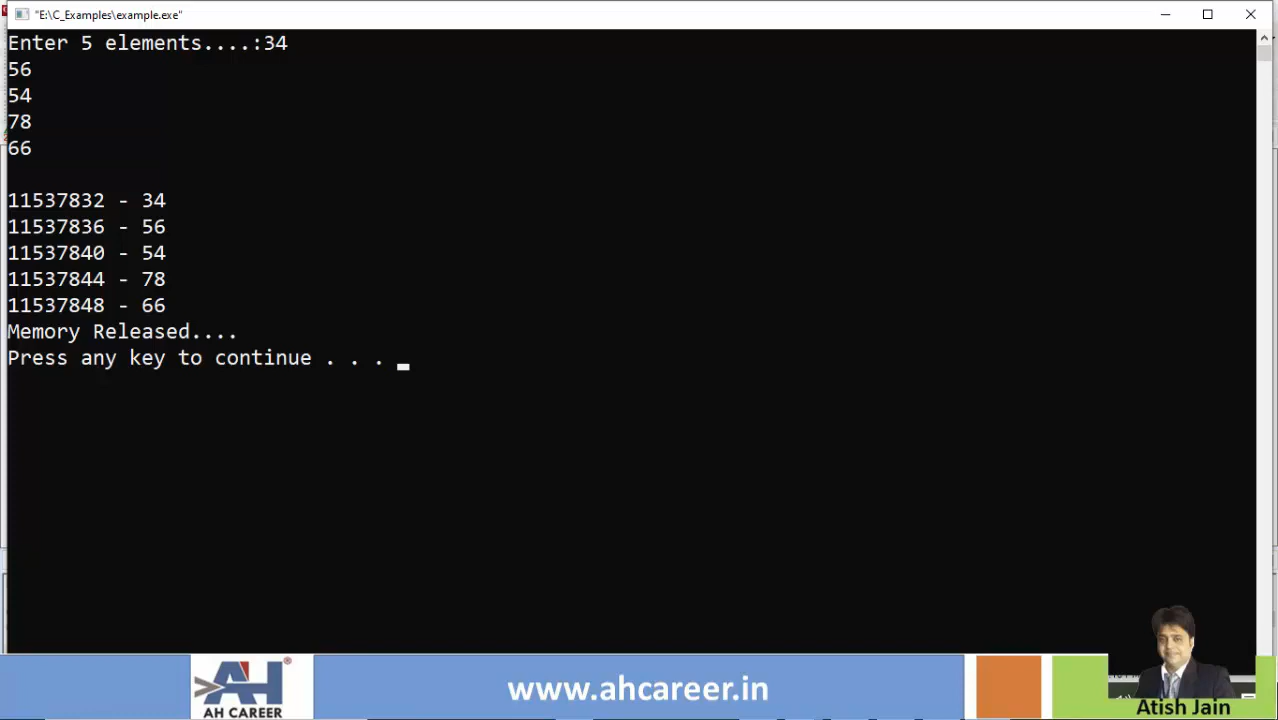 "E:\C_Examples\example.exe"
Enter 5 elements....:34
56
54
78
66
11537832 - 34
11537836 - 56
11537840 - 54
11537844 - 78
11537848 - 66
Memory Released....
Press any key to continue . . .
AH CAREER
www.ahcareer.in
Atish Jain